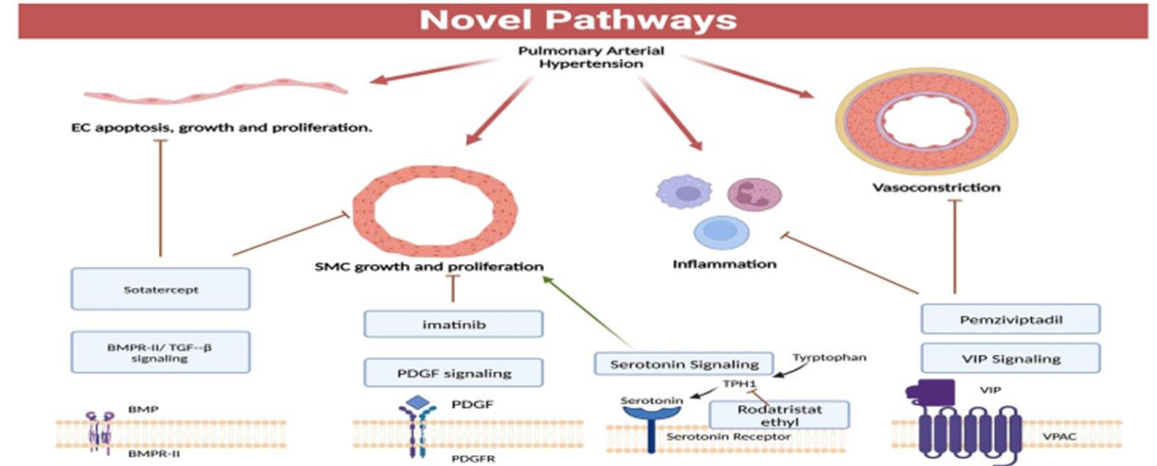 Novel Pathways
Pulmonary Arterial
Hypertension
EC apoptosis, growth and proliferation.
Vasoconstriction
SMC growth and proliferation
Inflammation
Sotatercept
imatinib
Pemziviptadil
BMPR-II/ TGF--β
signaling
PDGF signaling
Serotonin Signaling
Tyrptophan
VIP Signaling
TPH1
BMP
PDGF
Serotonin
Rodatristat
ethyl
VIP
Serotonin Receptor
VPAC
BMPR-II
PDGFR